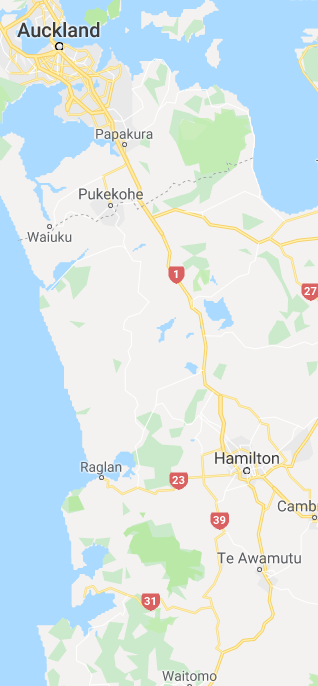 Auckland
Papakura
Pukekohe
Waiuku
1
27
Hamilton
Raglan
23
Camb
39
Te Awamutu
31
Waitomo